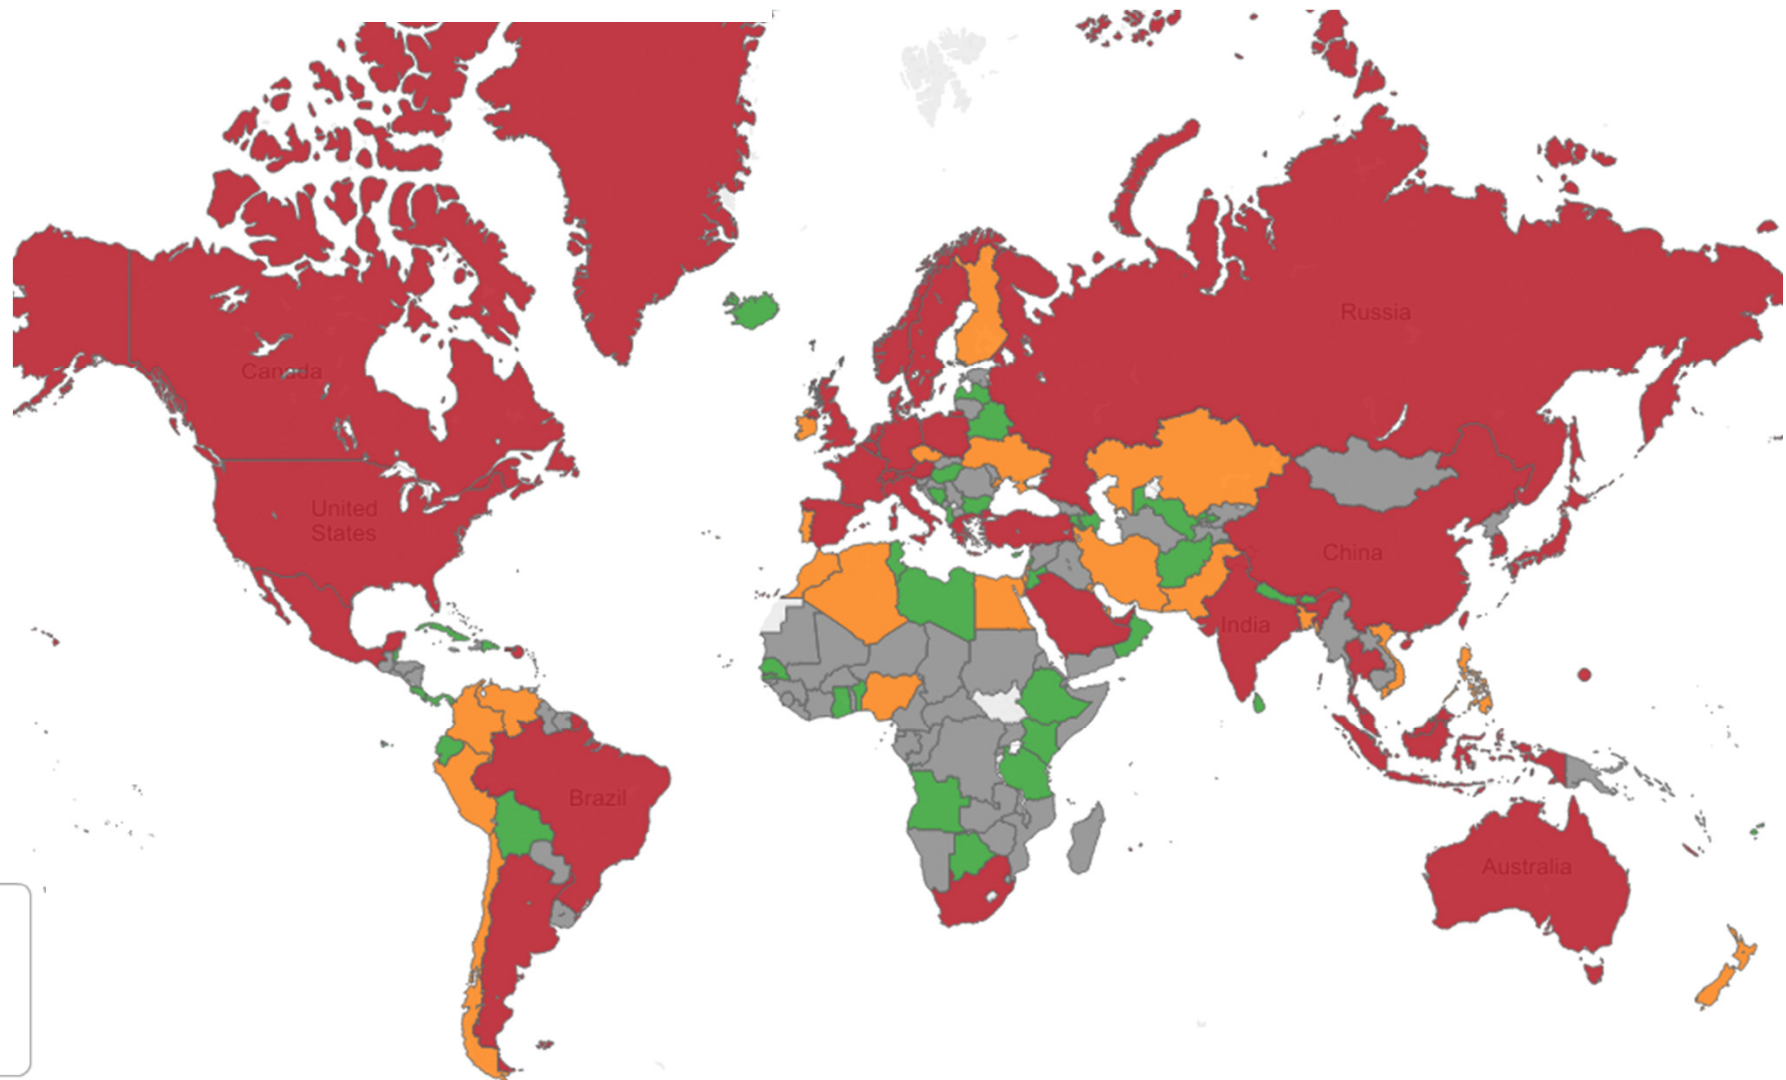 Canada
Russia
United
States
China
India
Brazil
Australia